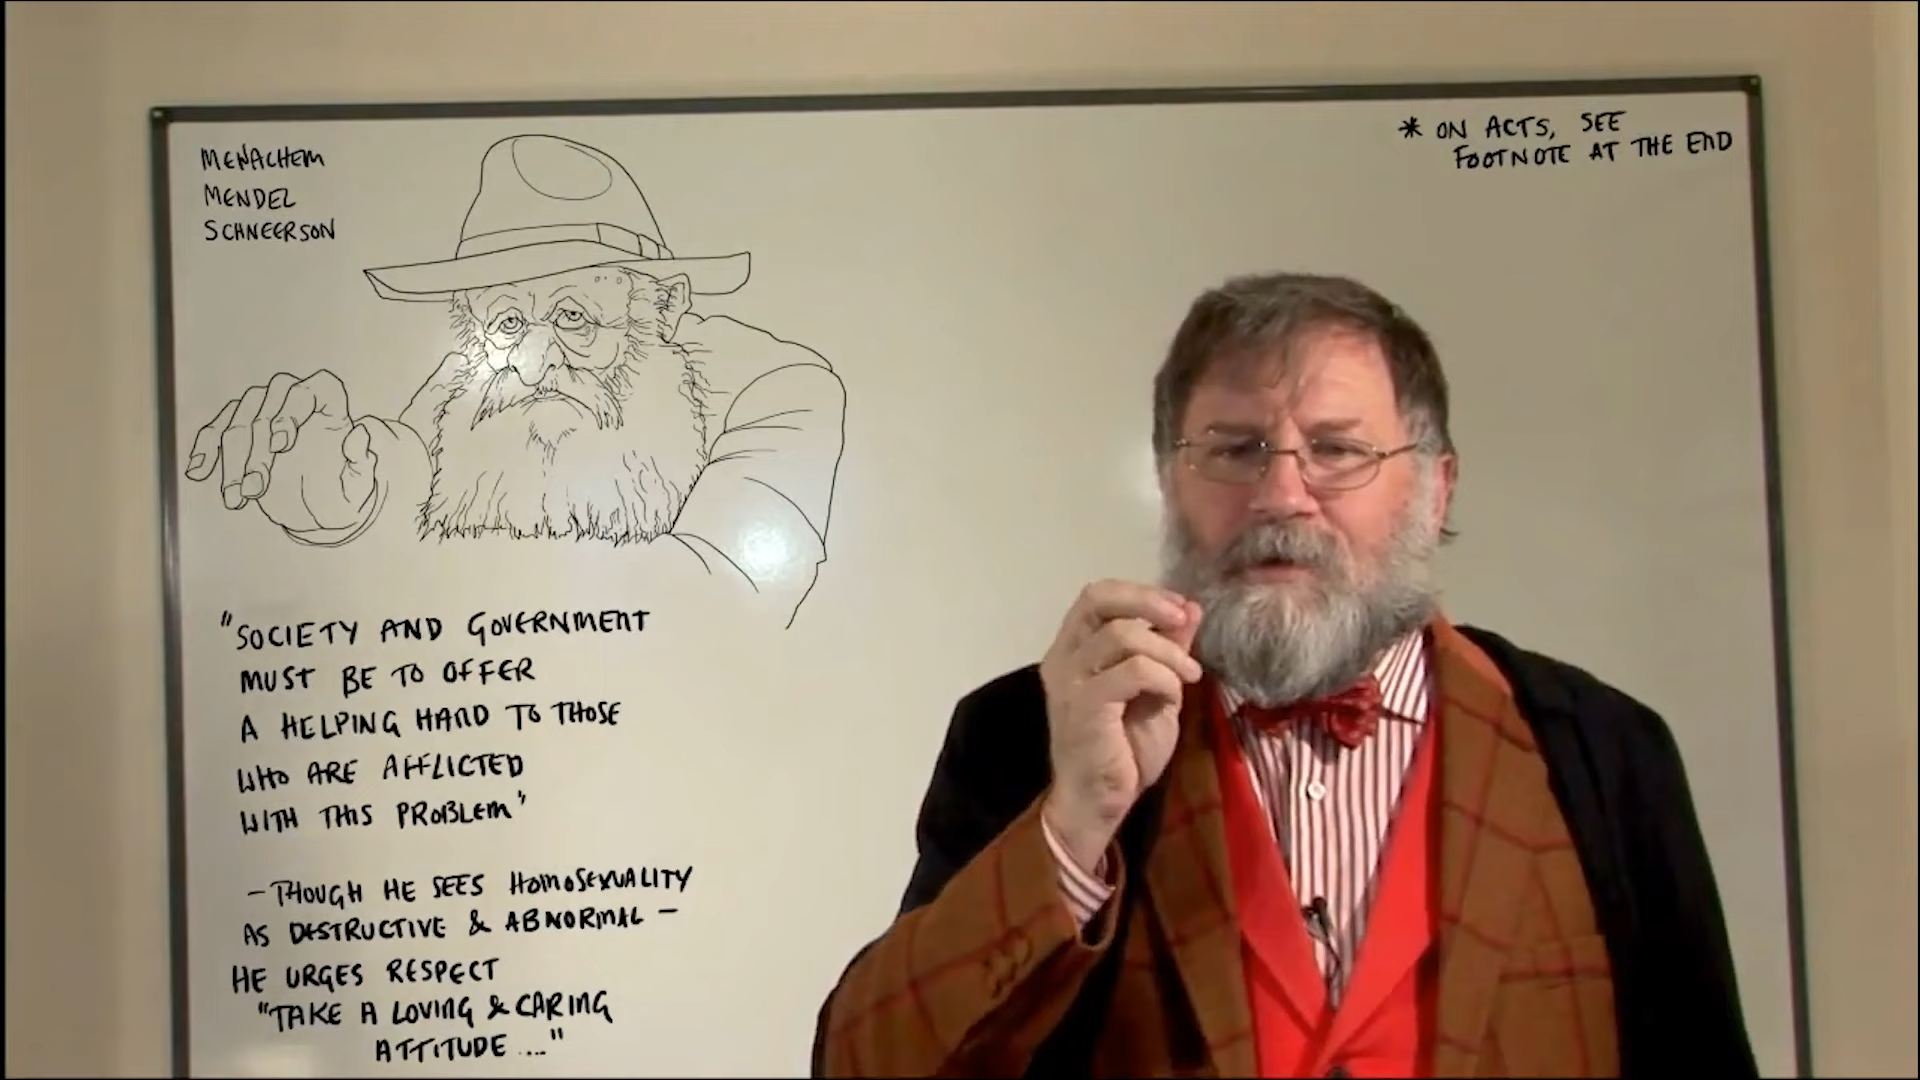 MENACHEM
MENDEL
SCHNEERSON
* ON ACTS, SEE
FOOTNOTE AT THE END
"SOCIETY AND GOVERNMENT
MUST BE TO OFFER
A HELPING HAND TO THOSE
WHO ARE AFFLICTED
WITH THIS PROBLEM"
- THOUGH HE SEES HOMOSEXUALITY
AS DESTRUCTIVE & ABNORMAL -
HE URGES RESPECT
"TAKE A LOVING & CARING
ATTITUDE ..."